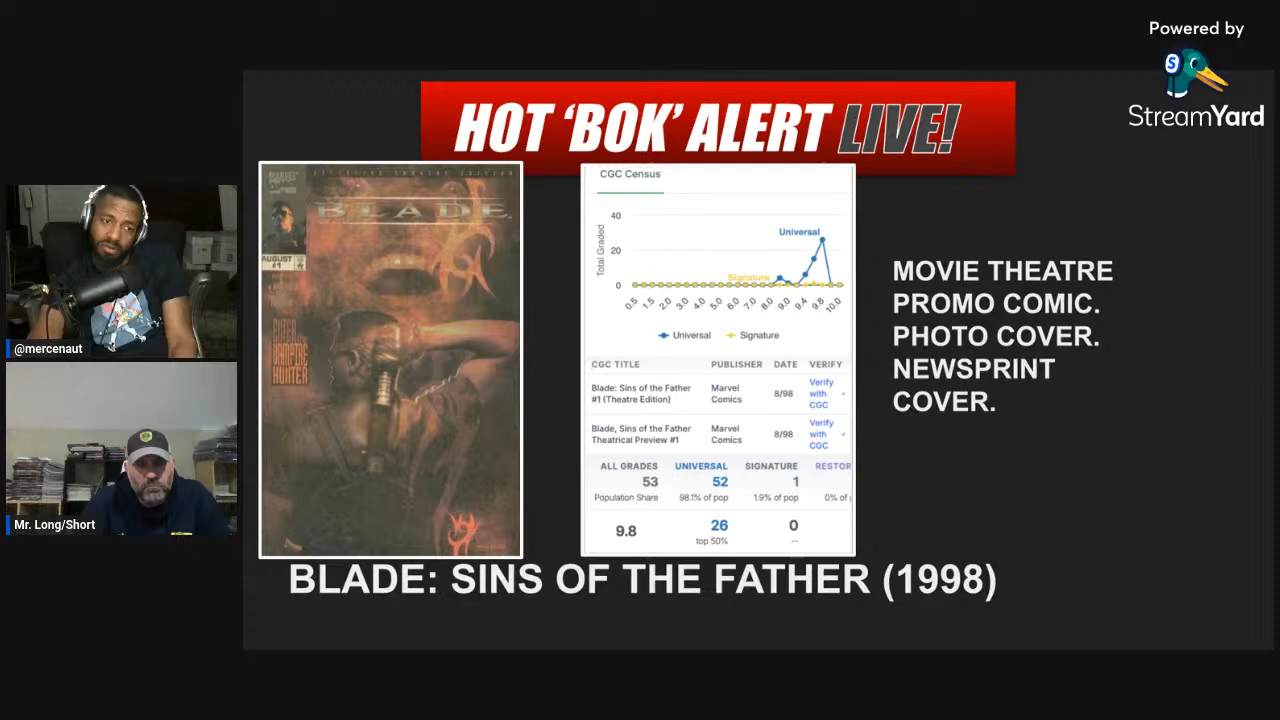 Powered by
S
StreamYard
HOT ‘BOK’ ALERT LIVE!
MARVEL
BLADE
AUGUST
#1
ENTER:
VAMPIRE
HUNTER
CGC Census
Total Graded
40
20
0
Universal
Signature
0.5 1.5 2.0 3.0 4.0 5.0 6.0 7.0 8.0 9.0 9.4 9.8 10.0
Universal Signature
CGC TITLE PUBLISHER DATE VERIFY
Blade: Sins of the Father
#1 (Theatre Edition)
Marvel
Comics
8/98
Verify
with
CGC
Blade, Sins of the Father
Theatrical Preview #1
Marvel
Comics
8/98
Verify
with
CGC
ALL GRADES UNIVERSAL SIGNATURE RESTOR
53 52 1
Population Share 98.1% of pop 1.9% of pop 0% of
9.8 26 0
top 50% --
MOVIE THEATRE
PROMO COMIC.
PHOTO COVER.
NEWSPRINT
COVER.
@mercenaut
Mr. Long/Short
BLADE: SINS OF THE FATHER (1998)